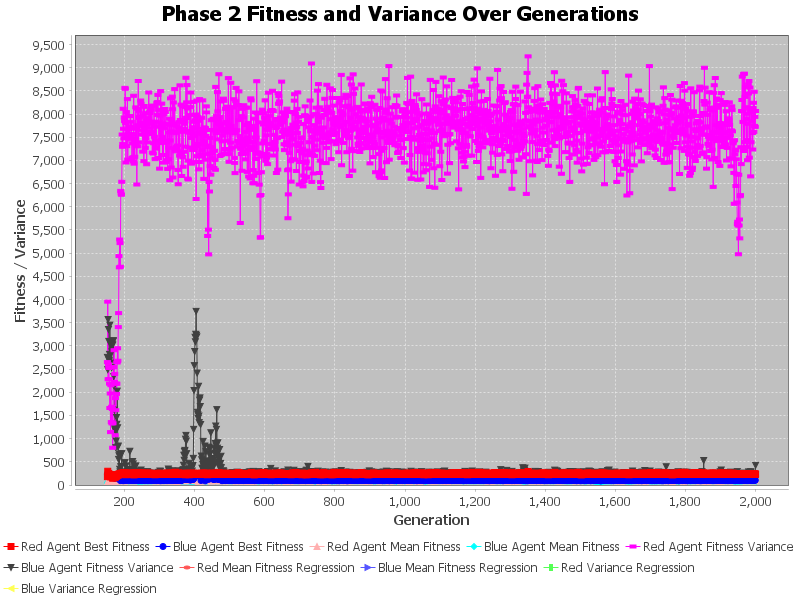 Phase 2 Fitness and Variance Over Generations
9,500
9,000
8,500
8,000
7,500
7,000
6,500
6,000
5,500
5,000
4,500
4,000
3,500
3,000
2,500
2,000
1,500
1,000
500
0
Fitness / Variance
200 400 600 800 1,000 1,200 1,400 1,600 1,800 2,000
Generation
Red Agent Best Fitness Blue Agent Best Fitness Red Agent Mean Fitness Blue Agent Mean Fitness Red Agent Fitness Variance
Blue Agent Fitness Variance Red Mean Fitness Regression Blue Mean Fitness Regression Red Variance Regression
Blue Variance Regression